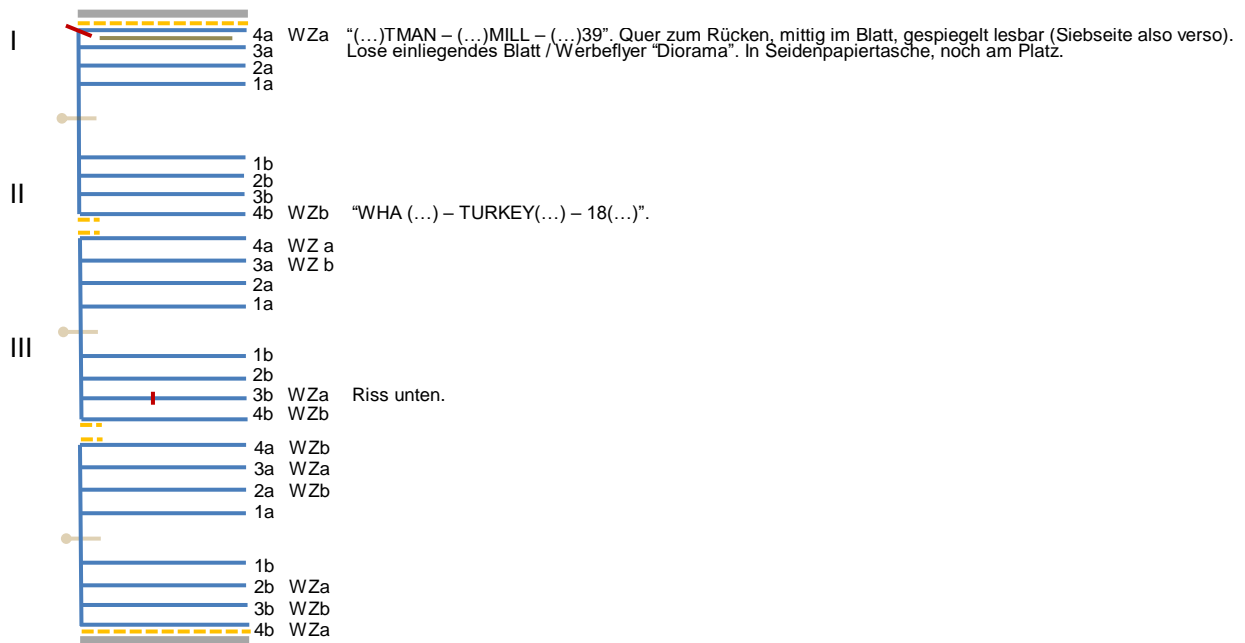 I
4a WZa “(…)TMAN – (…)MILL – (…)39”. Quer zum Rücken, mittig im Blatt, gespiegelt lesbar (Siebseite also verso).
3a Lose einliegendes Blatt / Werbeflyer “Diorama”. In Seidenpapiertasche, noch am Platz.
2a
1a
1b
2b
II
3b
4b WZb “WHA (…) – TURKEY(…) – 18(…)”.
4a WZ a
3a WZ b
2a
1a
III
1b
2b
3b WZa Riss unten.
4b WZb
4a WZb
3a WZa
2a WZb
1a
1b
2b WZa
3b WZb
4b WZa